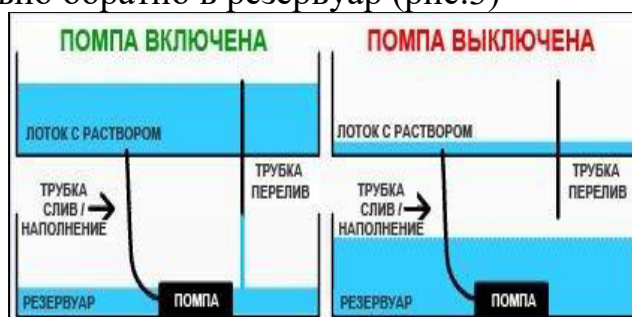 но обратно в резервуар (рис.3)
ПОМПА ВКЛЮЧЕНА
ЛОТОК С РАСТВОРОМ
ТРУБКА
ПЕРЕЛИВ
ТРУБКА
СЛИВ /
НАПОЛНЕНИЕ
РЕЗЕРВУАР
ПОМПА
ПОМПА ВЫКЛЮЧЕНА
ЛОТОК С РАСТВОРОМ
ТРУБКА
ПЕРЕЛИВ
ТРУБКА
СЛИВ /
НАПОЛНЕНИЕ
РЕЗЕРВУАР
ПОМПА